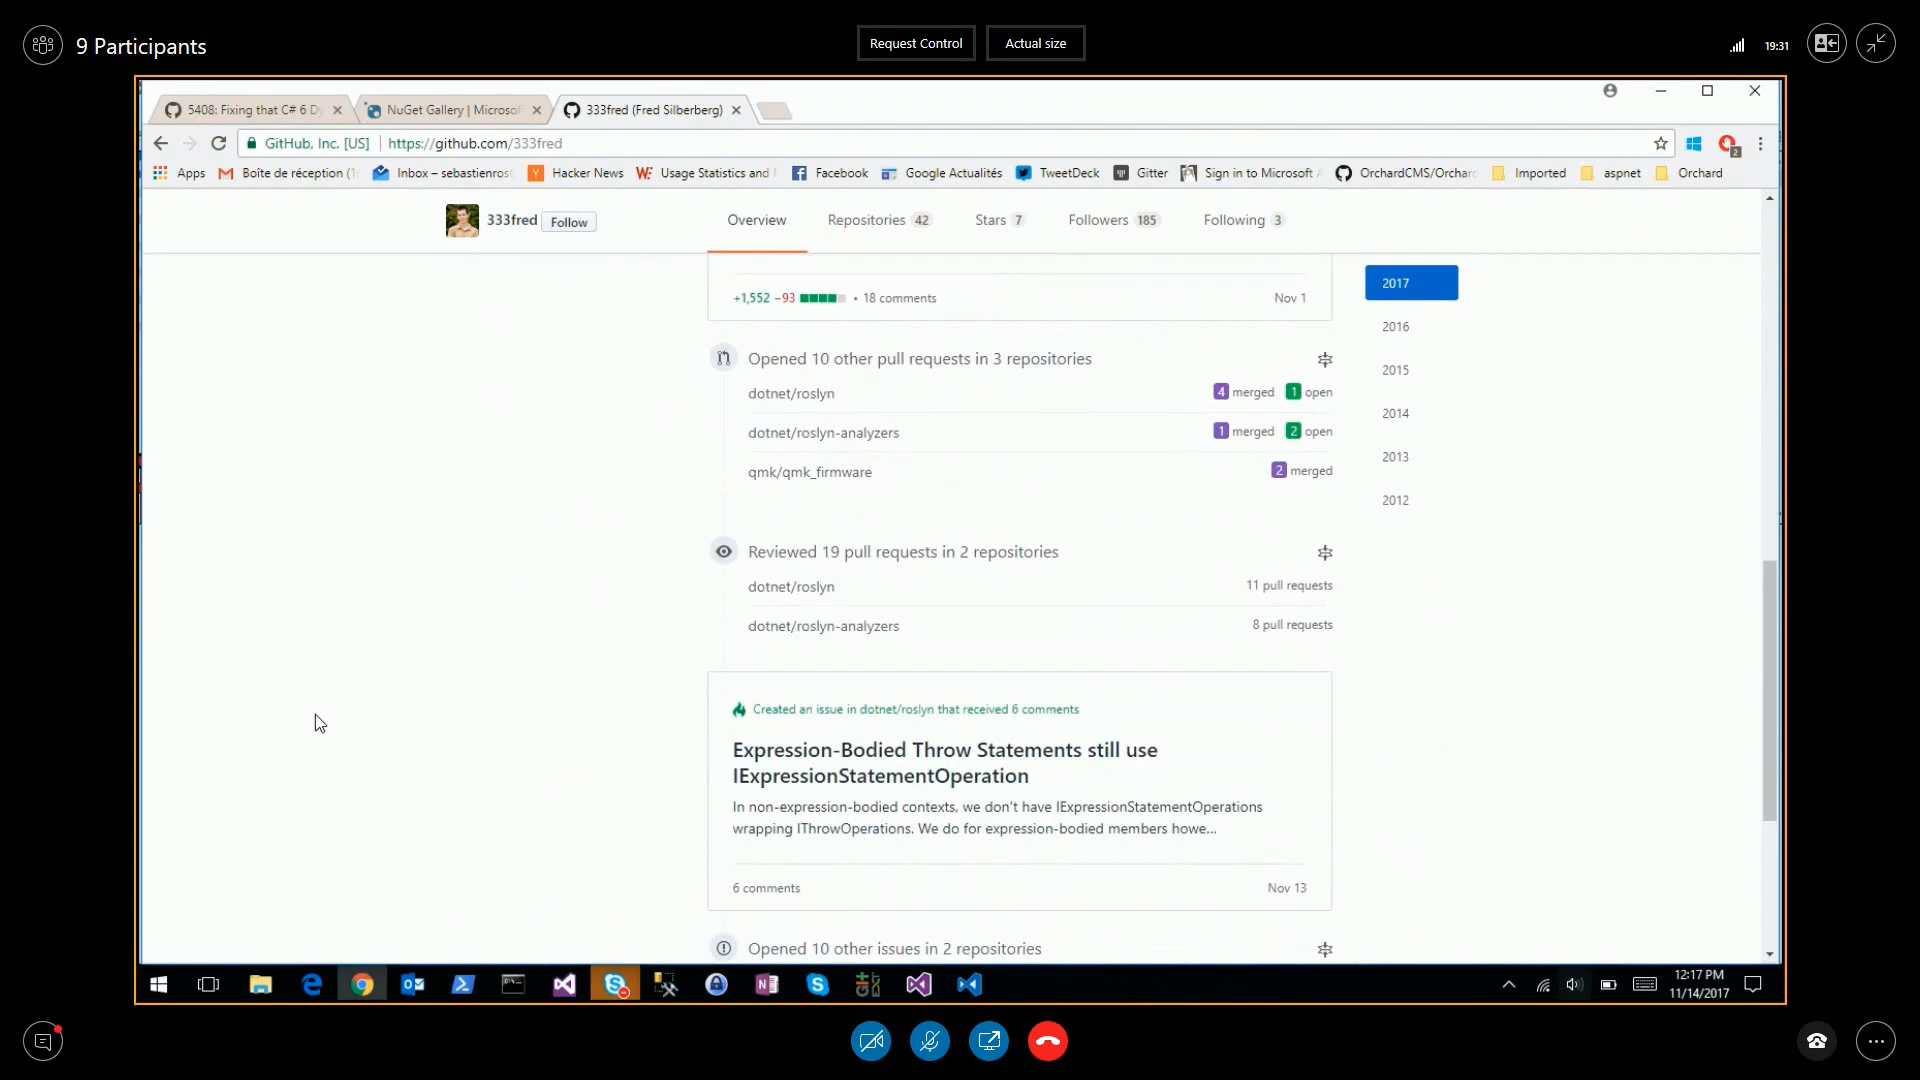 9 Participants
Request Control
Actual size
19:31
5408: Fixing that C# 6 D
NuGet Gallery | Microsof
333fred (Fred Silberberg)
GitHub, Inc. [US]
https://github.com/333fred
Apps
Boîte de réception (1
Inbox – sebastienros
Hacker News
Usage Statistics and
Facebook
Google Actualités
TweetDeck
Gitter
Sign in to Microsoft
OrchardCMS/Orchar
Imported
aspnet
Orchard
333fred
Follow
Overview
Repositories 42
Stars 7
Followers 185
Following 3
+1,552 −93 • 18 comments
Nov 1
2017
2016
2015
2014
2013
2012
Opened 10 other pull requests in 3 repositories
dotnet/roslyn
4 merged 1 open
dotnet/roslyn-analyzers
1 merged 2 open
qmk/qmk_firmware
2 merged
Reviewed 19 pull requests in 2 repositories
dotnet/roslyn
11 pull requests
dotnet/roslyn-analyzers
8 pull requests
Created an issue in dotnet/roslyn that received 6 comments
Expression-Bodied Throw Statements still use
IExpressionStatementOperation
In non-expression-bodied contexts, we don't have IExpressionStatementOperations
wrapping IThrowOperations. We do for expression-bodied members howe...
6 comments
Nov 13
Opened 10 other issues in 2 repositories
12:17 PM
11/14/2017